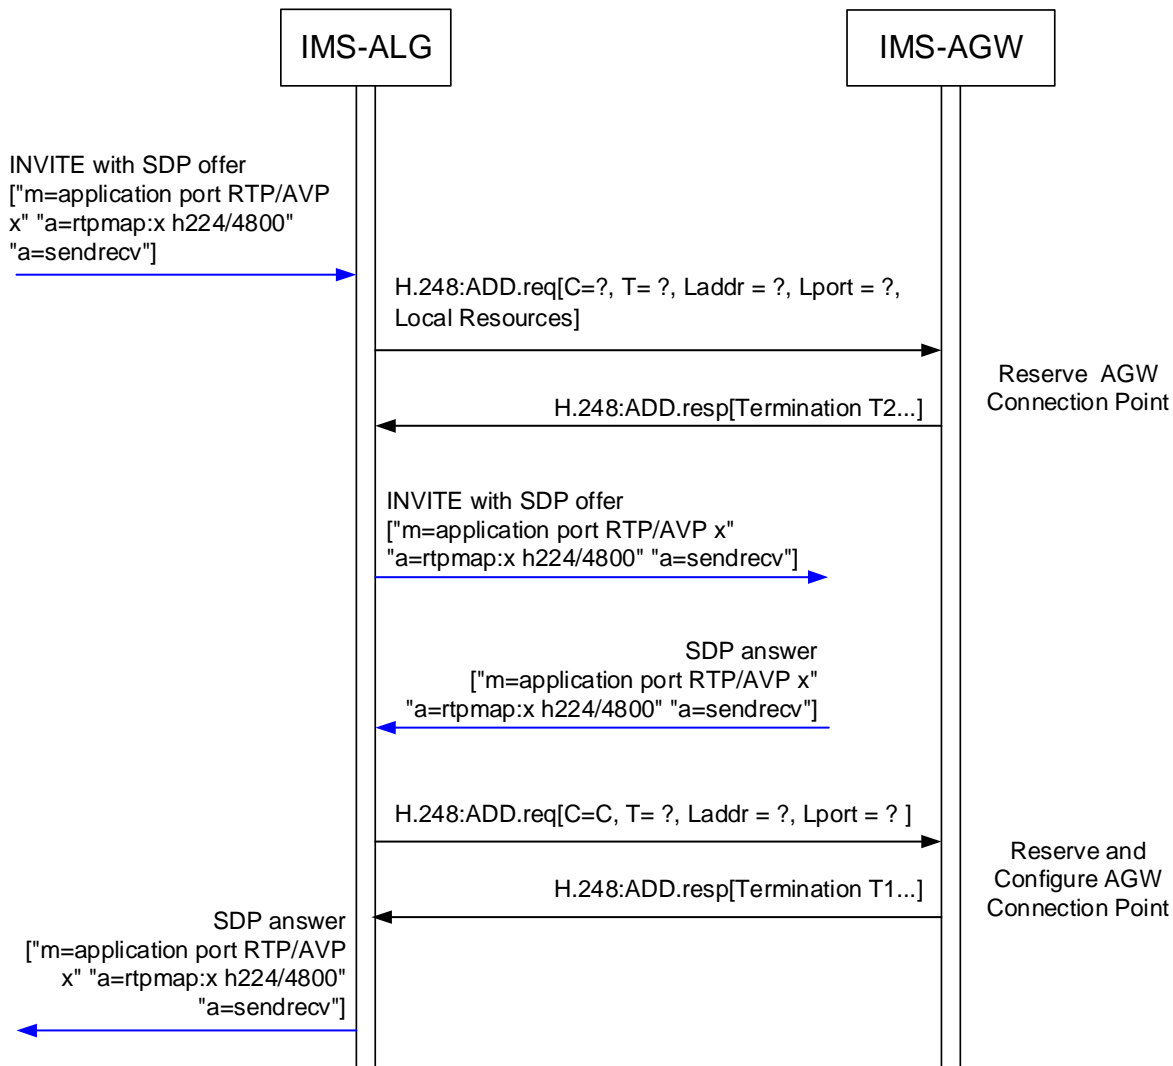 IMS-ALG
IMS-AGW
INVITE with SDP offer
["m=application port RTP/AVP
x" "a=rtpmap:x h224/4800"
"a=sendrecv"]
H.248:ADD.req[C=?, T= ?, Laddr = ?, Lport = ?,
Local Resources]
Reserve  AGW
Connection Point
H.248:ADD.resp[Termination T2...]
INVITE with SDP offer
["m=application port RTP/AVP x"
"a=rtpmap:x h224/4800" "a=sendrecv"]
SDP answer
["m=application port RTP/AVP x"
"a=rtpmap:x h224/4800" "a=sendrecv"]
H.248:ADD.req[C=C, T= ?, Laddr = ?, Lport = ? ]
Reserve and
Configure AGW
Connection Point
H.248:ADD.resp[Termination T1...]
SDP answer
["m=application port RTP/AVP
x" "a=rtpmap:x h224/4800"
"a=sendrecv"]